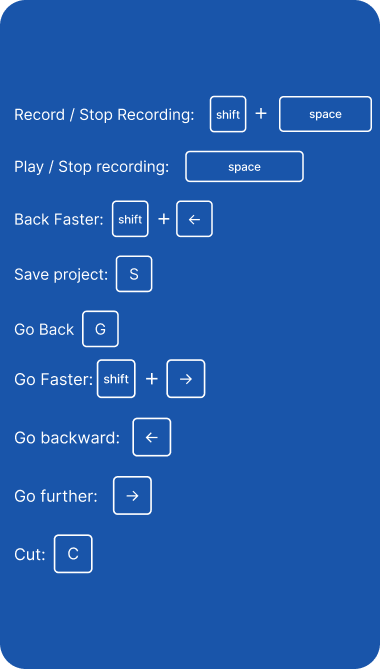 Record / Stop Recording: shift + space
Play / Stop recording: space
Back Faster: shift + ←
Save project: S
Go Back G
Go Faster: shift + →
Go backward: ←
Go further: →
Cut: C